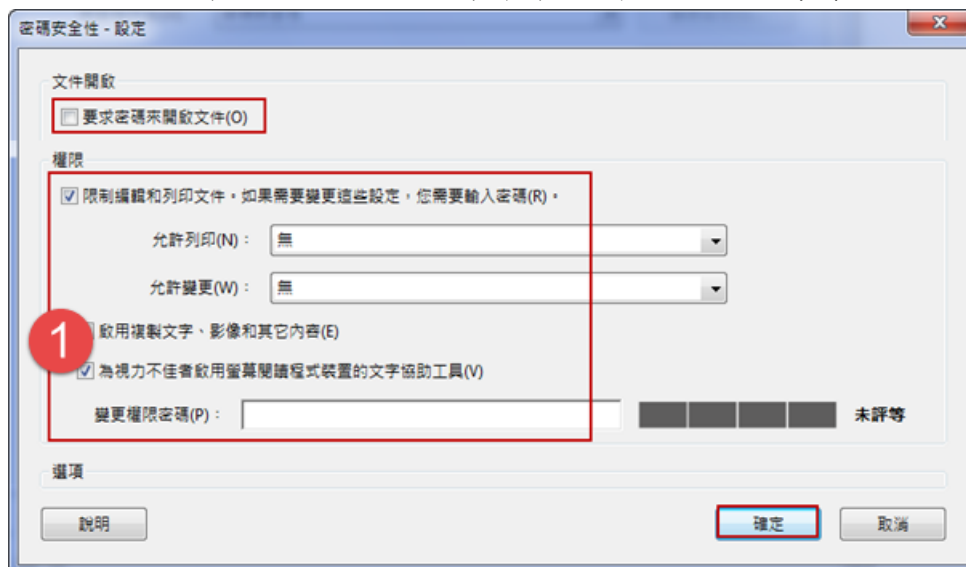 密碼安全性 - 設定
文件開啟
要求密碼來開啟文件(O)
權限
限制編輯和列印文件。如果需要變更這些設定，您需要輸入密碼(R)。
允許列印(N)： 無
允許變更(W)： 無
啟用複製文字、影像和其它內容(E)
1
為視力不佳者啟用螢幕閱讀程式裝置的文字協助工具(V)
變更權限密碼(P)： 未評等
選項
說明 確定 取消